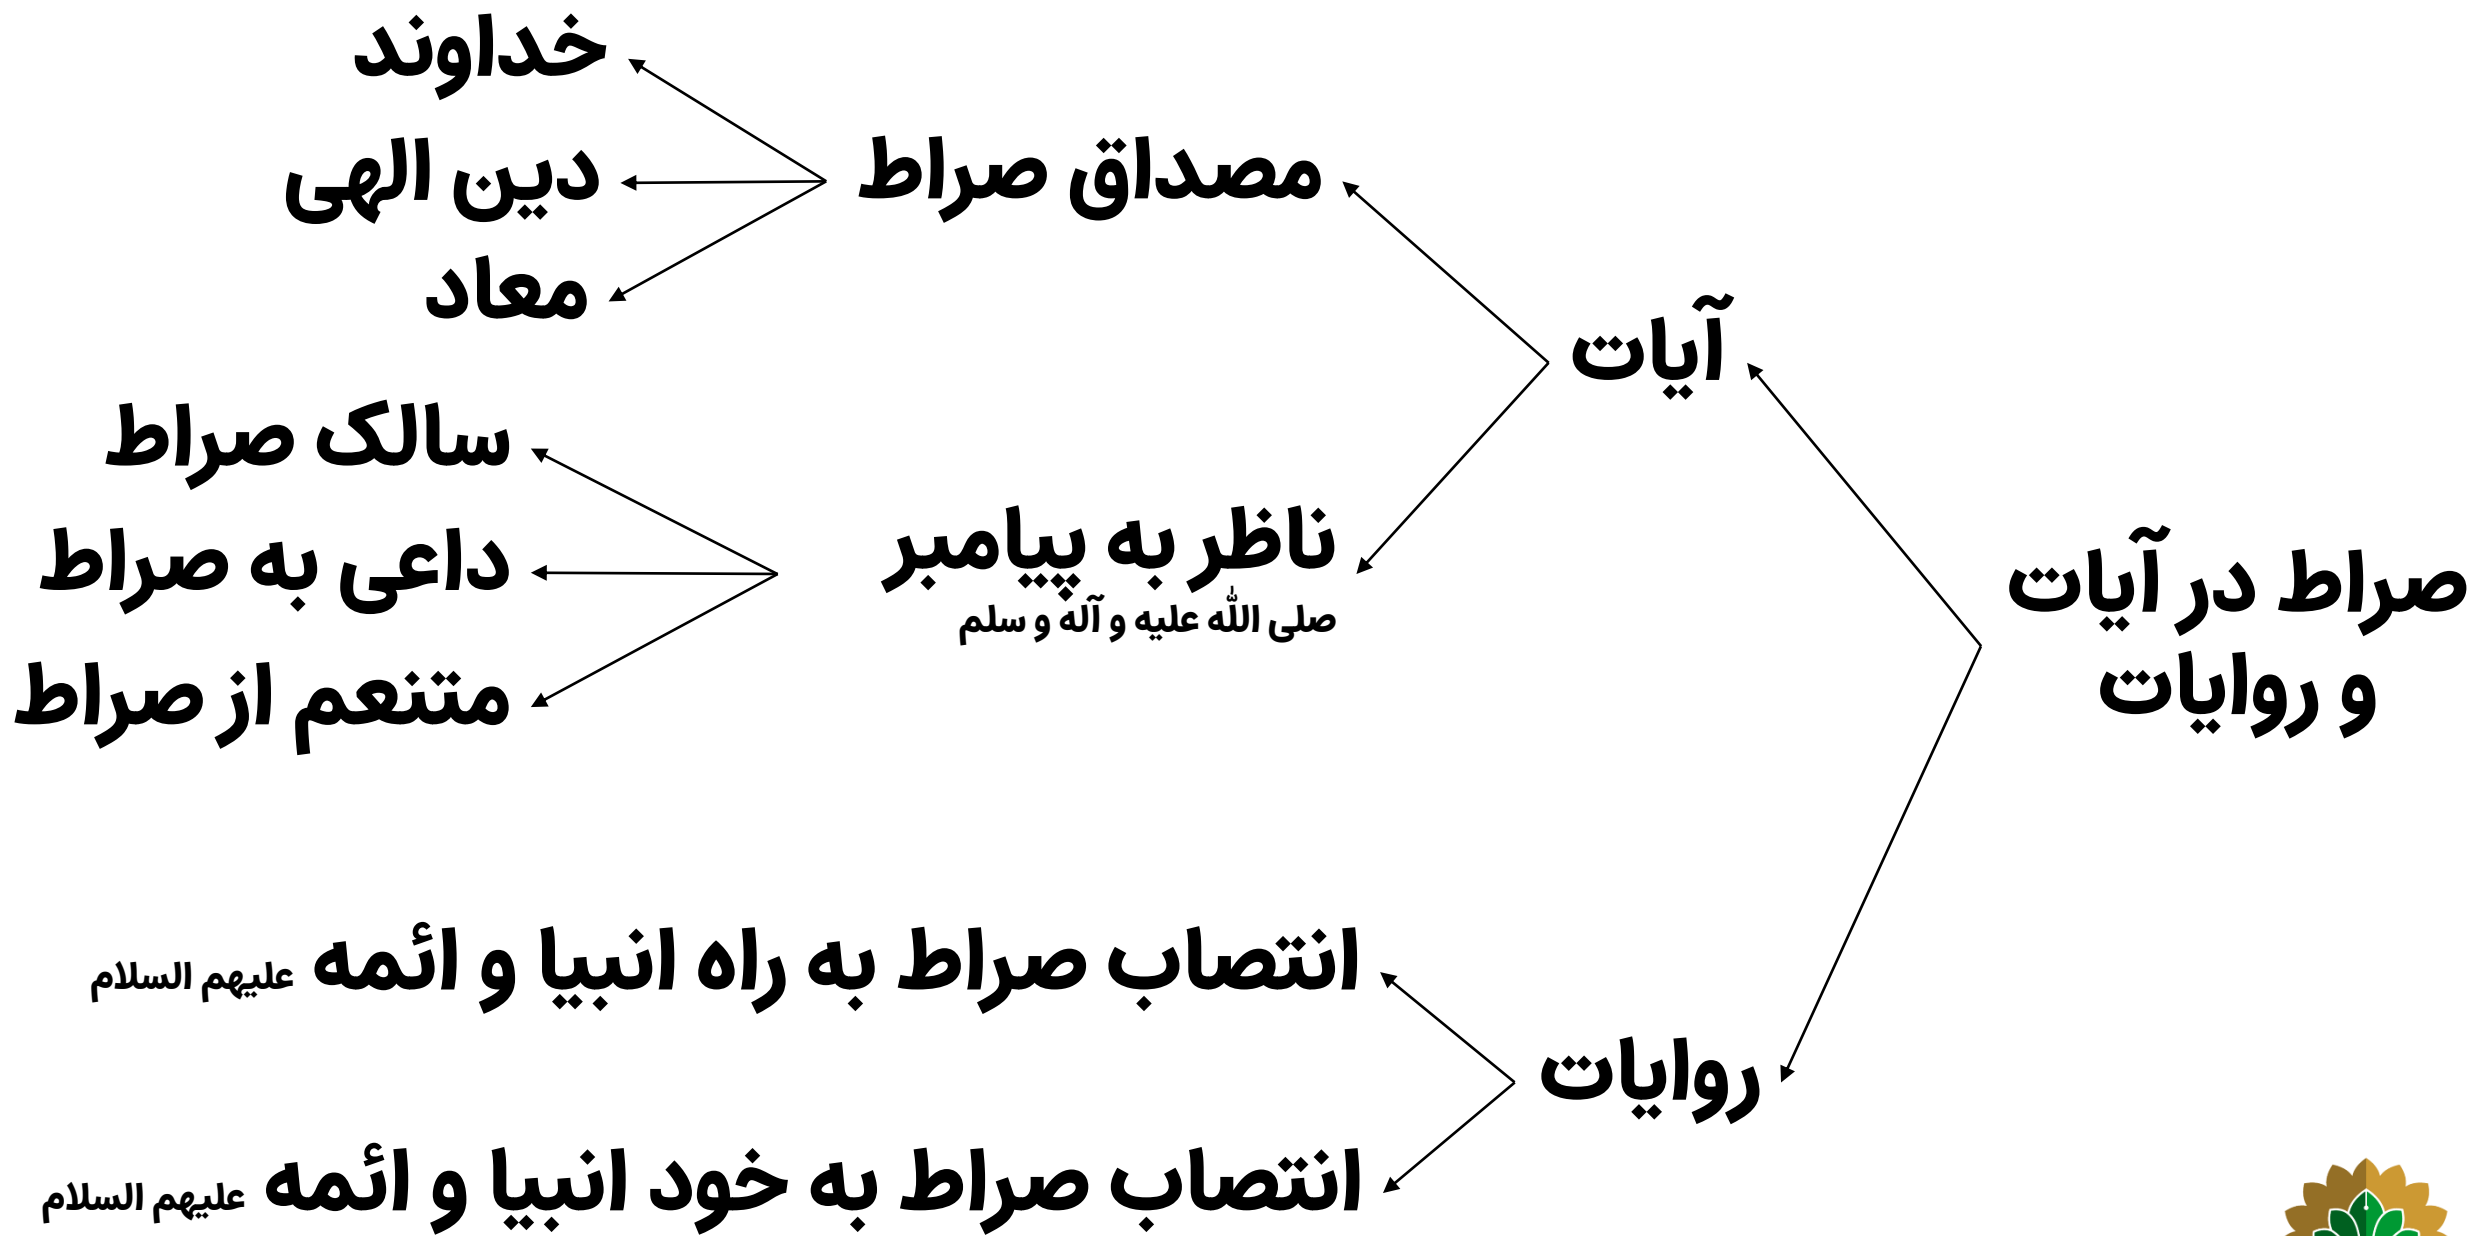 صراط در آیات
و روایات
آیات
مصداق صراط
خداوند
دین الهی
معاد
ناظر به پیامبر
صلی الله علیه و آله و سلم
سالک صراط
داعی به صراط
متنعم از صراط
روایات
انتصاب صراط به راه انبیا و ائمه علیهم السلام
انتصاب صراط به خود انبیا و ائمه علیهم السلام